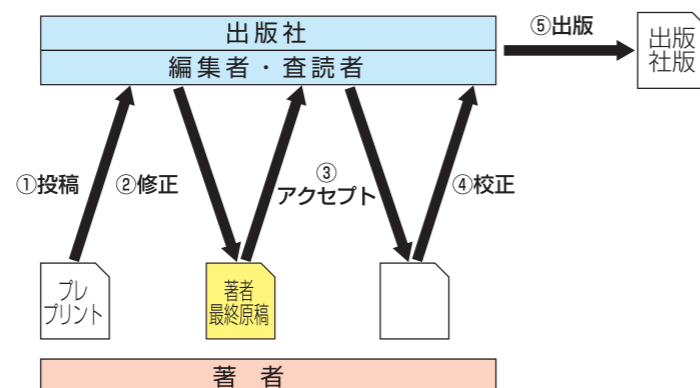 出版社
編集者・査読者
⑤出版
出版
社版
①投稿
②修正
③
アクセプト
④校正
プレ
プリント
著者
最終原稿
著者